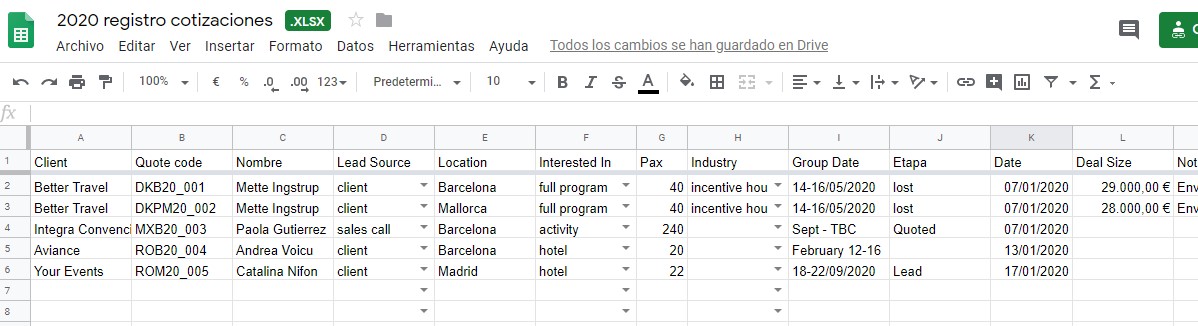 2020 registro cotizaciones .XLSX
Archivo Editar Ver Insertar Formato Datos Herramientas Ayuda Todos los cambios se han guardado en Drive
100% € % .0 .00 123 Predetermi... 10 B I S A
fx
A B C D E F G H I J K L
1 Client Quote code Nombre Lead Source Location Interested In Pax Industry Group Date Etapa Date Deal Size Not
2 Better Travel DKB20_001 Mette Ingstrup client Barcelona full program 40 incentive hou 14-16/05/2020 lost 07/01/2020 29.000,00 € Env
3 Better Travel DKPM20_002 Mette Ingstrup client Mallorca full program 40 incentive hou 14-16/05/2020 lost 07/01/2020 28.000,00 € Env
4 Integra Convenci MXB20_003 Paola Gutierrez sales call Barcelona activity 240 Sept - TBC Quoted 07/01/2020
5 Aviance ROB20_004 Andrea Voicu client Barcelona hotel 20 February 12-16 13/01/2020
6 Your Events ROM20_005 Catalina Nifon client Madrid hotel 22 18-22/09/2020 Lead 17/01/2020
7
8